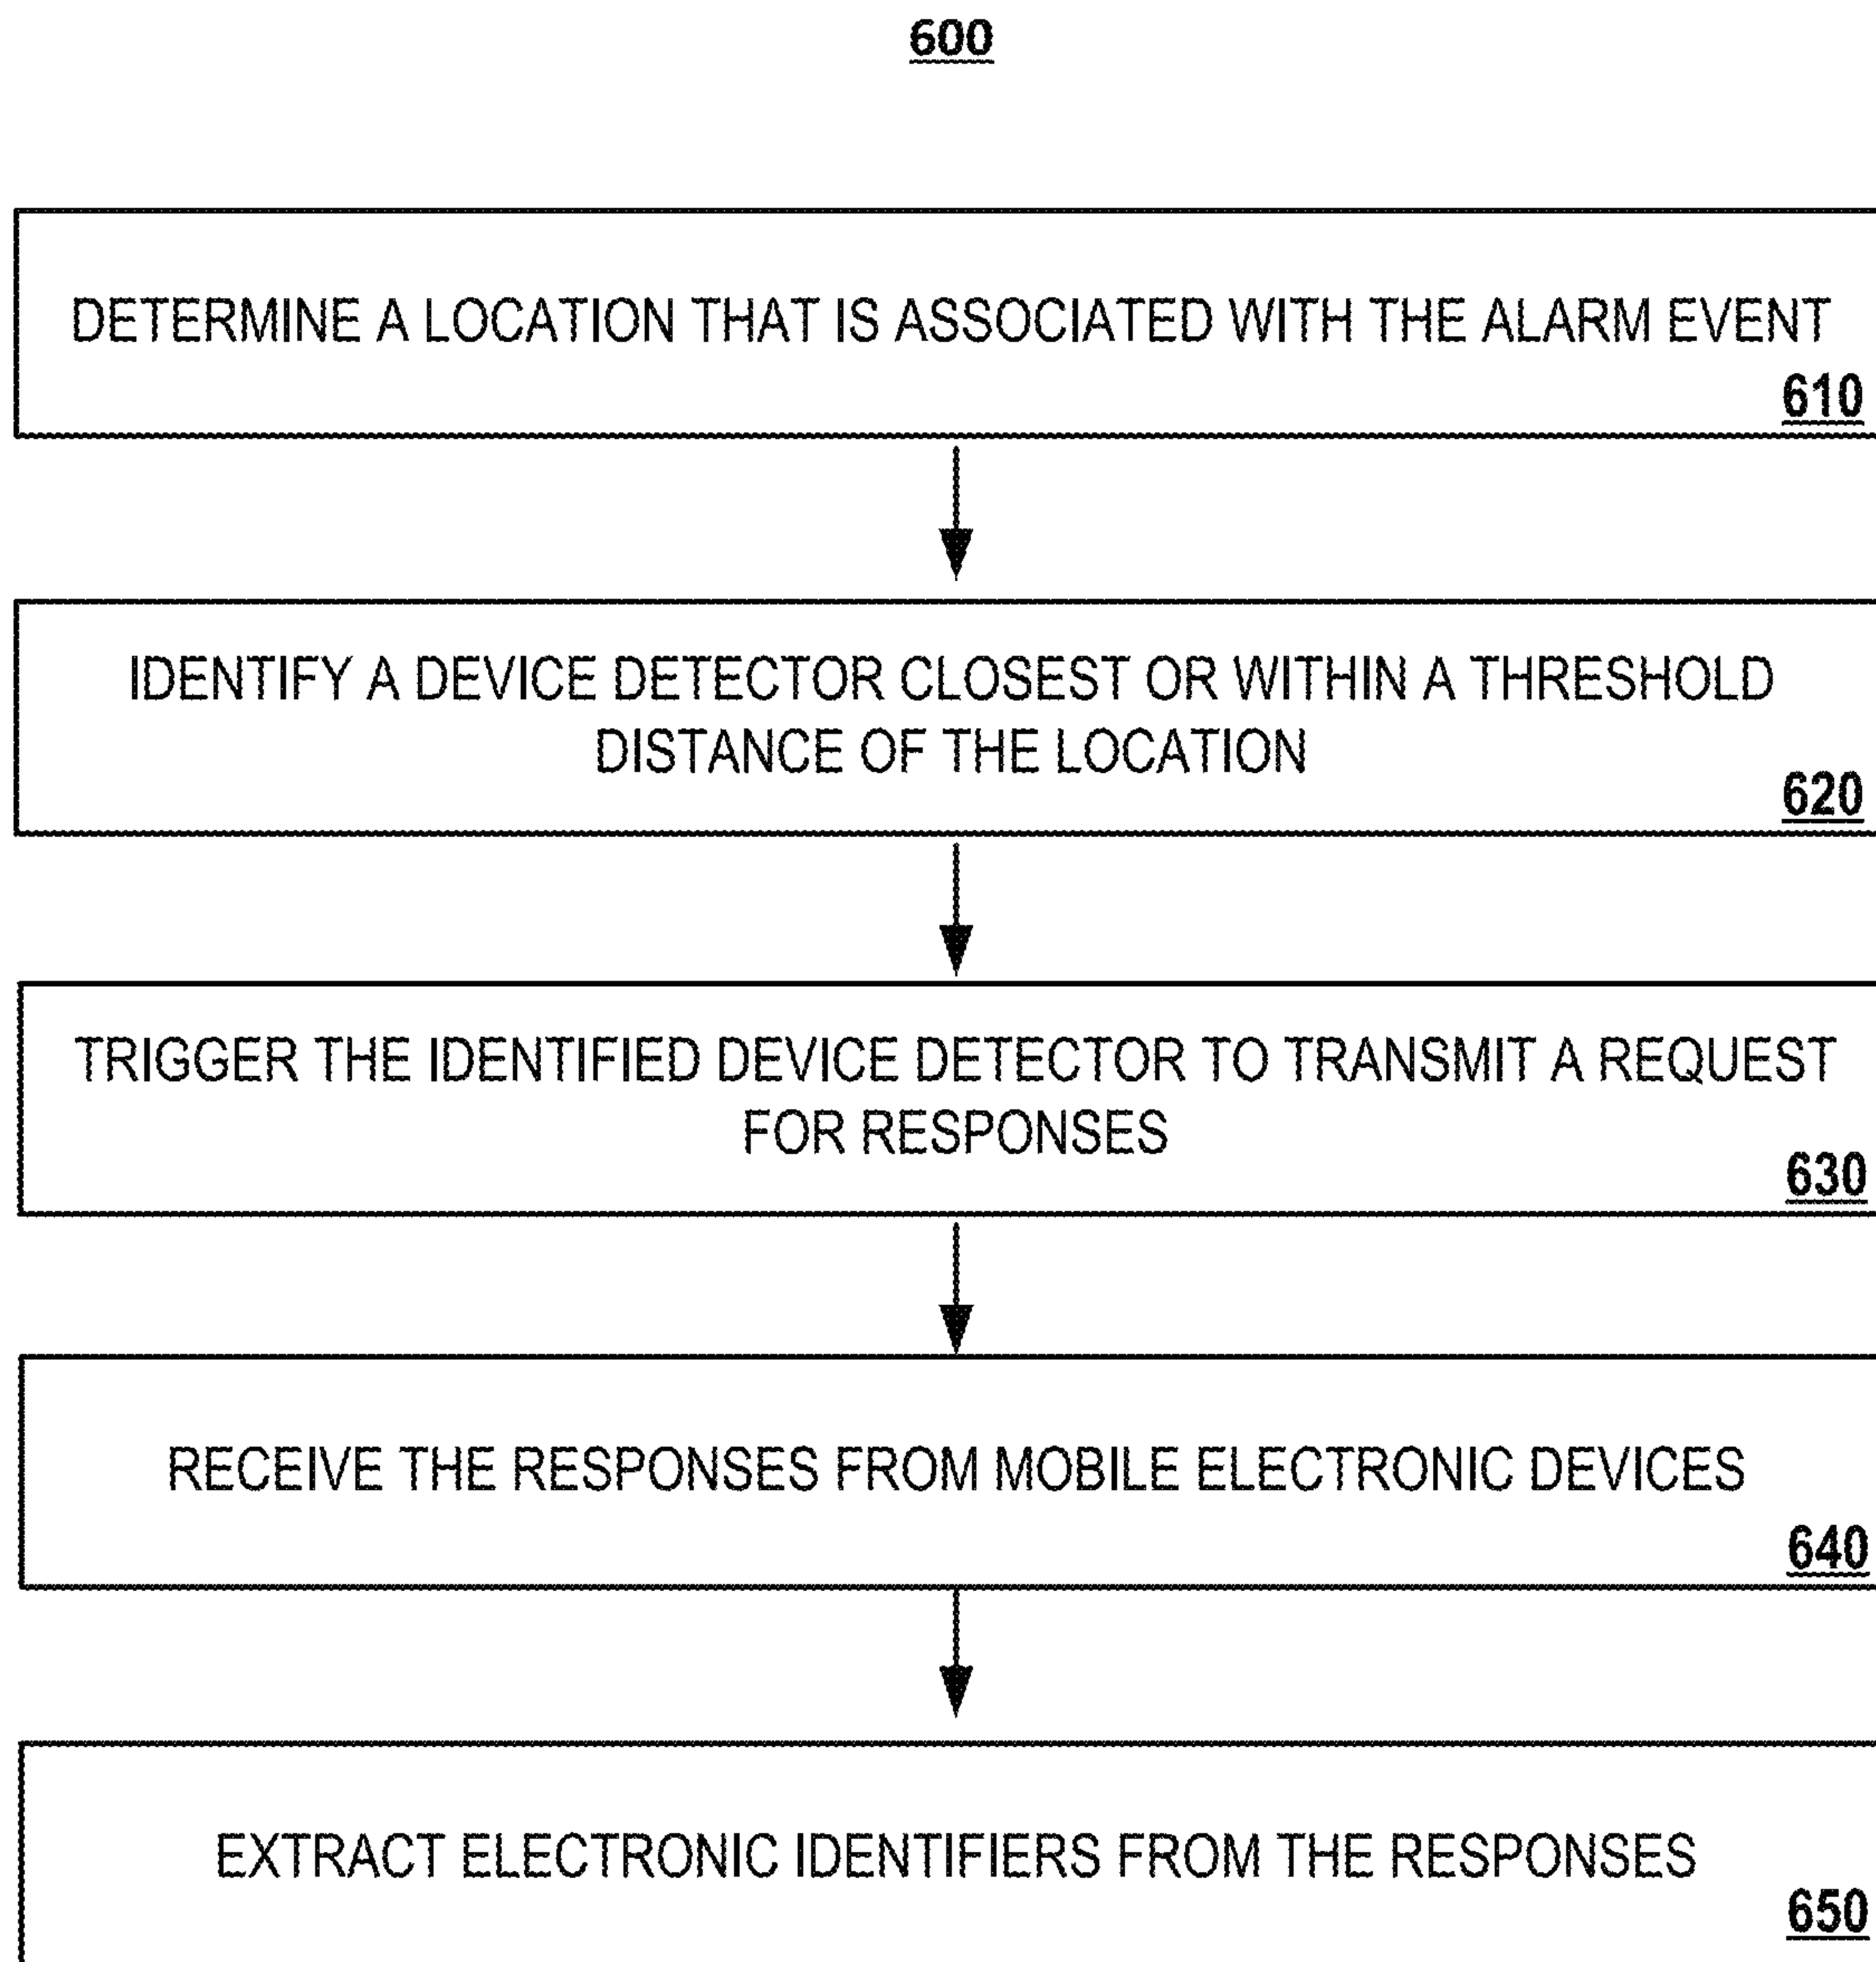 600
DETERMINE A LOCATION THAT IS ASSOCIATED WITH THE ALARM EVENT
610
IDENTIFY A DEVICE DETECTOR CLOSEST OR WITHIN A THRESHOLD
DISTANCE OF THE LOCATION
620
TRIGGER THE IDENTIFIED DEVICE DETECTOR TO TRANSMIT A REQUEST
FOR RESPONSES
630
RECEIVE THE RESPONSES FROM MOBILE ELECTRONIC DEVICES
640
EXTRACT ELECTRONIC IDENTIFIERS FROM THE RESPONSES
650